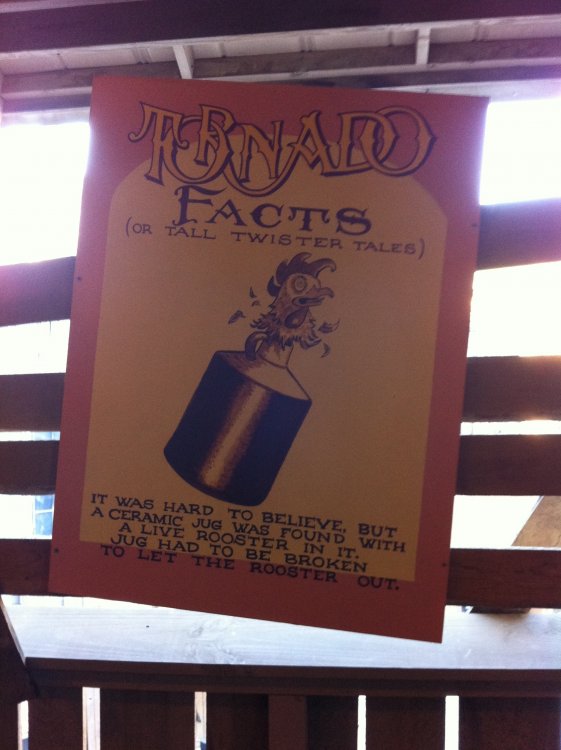 TORNADO
FACTS
(OR TALL TWISTER TALES)
IT WAS HARD TO BELIEVE, BUT
A CERAMIC JUG WAS FOUND WITH
A LIVE ROOSTER IN IT.
JUG HAD TO BE BROKEN
TO LET THE ROOSTER OUT.